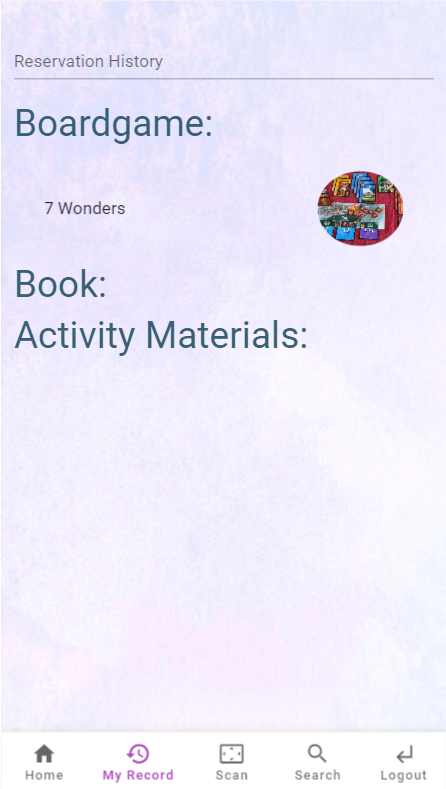 Reservation History
Boardgame:
7 Wonders
Book:
Activity Materials:
Home
My Record
Scan
Search
Logout